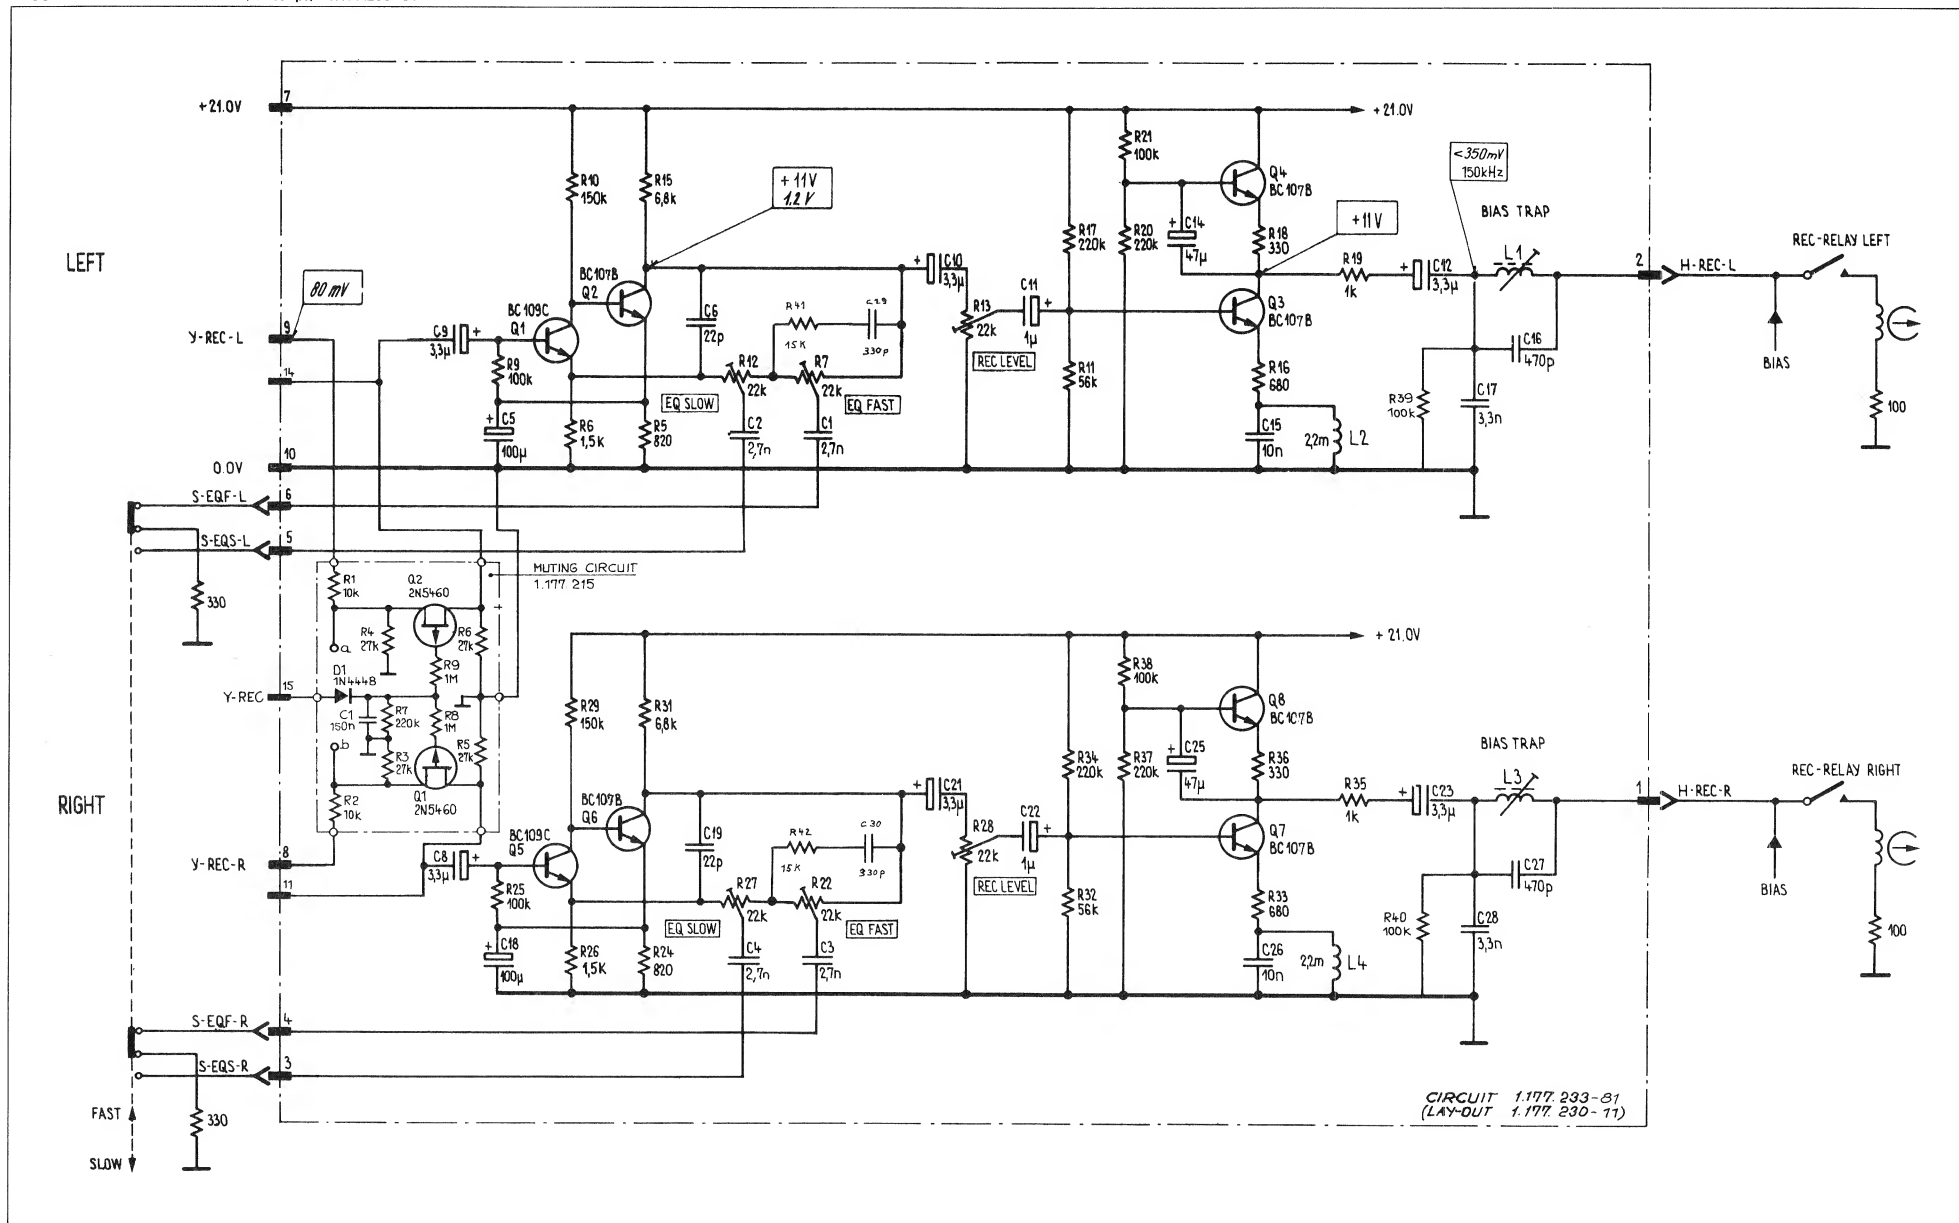 7
+21.0V
+21.0V
R21
100k
<350mV
150kHz
Q4
BC107B
R10
150k
R15
6,8k
+11V
1.2V
+11V
BIAS TRAP
C14
47µ
R17
220k
R20
220k
R18
330
REC-RELAY LEFT
LEFT
C10
3,3µ
R19
1k
C12
3,3µ
L1
2
H-REC-L
BC107B
Q2
80 mV
C11
1µ
R13
22k
Q3
BC107B
BC109C
Q1
C6
22p
R41
15k
C29
330p
9
Y-REC-L
C9
3,3µ
C16
470p
BIAS
REC LEVEL
R9
100k
R12
22k
R7
22k
R11
56k
R16
680
14
EQ SLOW
EQ FAST
R39
100k
C17
3,3n
100
C5
100µ
R6
1,5k
R5
820
C2
2,7n
C1
2,7n
C15
10n
2,2m
L2
0.0V
10
S-EQF-L
6
S-EQS-L
5
MUTING CIRCUIT
1.177 215
R1
10k
Q2
2N5460
330
+
R4
27k
R6
27k
a
+21.0V
R9
1M
D1
1N4448
R38
100k
Y-REC
15
Q8
BC107B
C1
150n
R7
220k
R8
1M
R29
150k
R31
6,8k
b
R3
27k
R5
27k
C25
47µ
BIAS TRAP
R34
220k
R37
220k
R36
330
REC-RELAY RIGHT
RIGHT
R2
10k
Q1
2N5460
BC107B
Q6
C21
3,3µ
R35
1k
C23
3,3µ
L3
1
H-REC-R
BC109C
Q5
C19
22p
R42
15k
C30
330p
R28
22k
C22
1µ
Q7
BC107B
8
Y-REC-R
C8
3,3µ
C27
470p
BIAS
REC LEVEL
11
R25
100k
R27
22k
R22
22k
R32
56k
R33
680
EQ SLOW
EQ FAST
R40
100k
C28
3,3n
100
C18
100µ
R26
1,5K
R24
820
C4
2,7n
C3
2,7n
C26
10n
2,2m
L4
S-EQF-R
4
S-EQS-R
3
FAST
330
SLOW
CIRCUIT 1.177.233-81
(LAY-OUT 1.177.230-11)